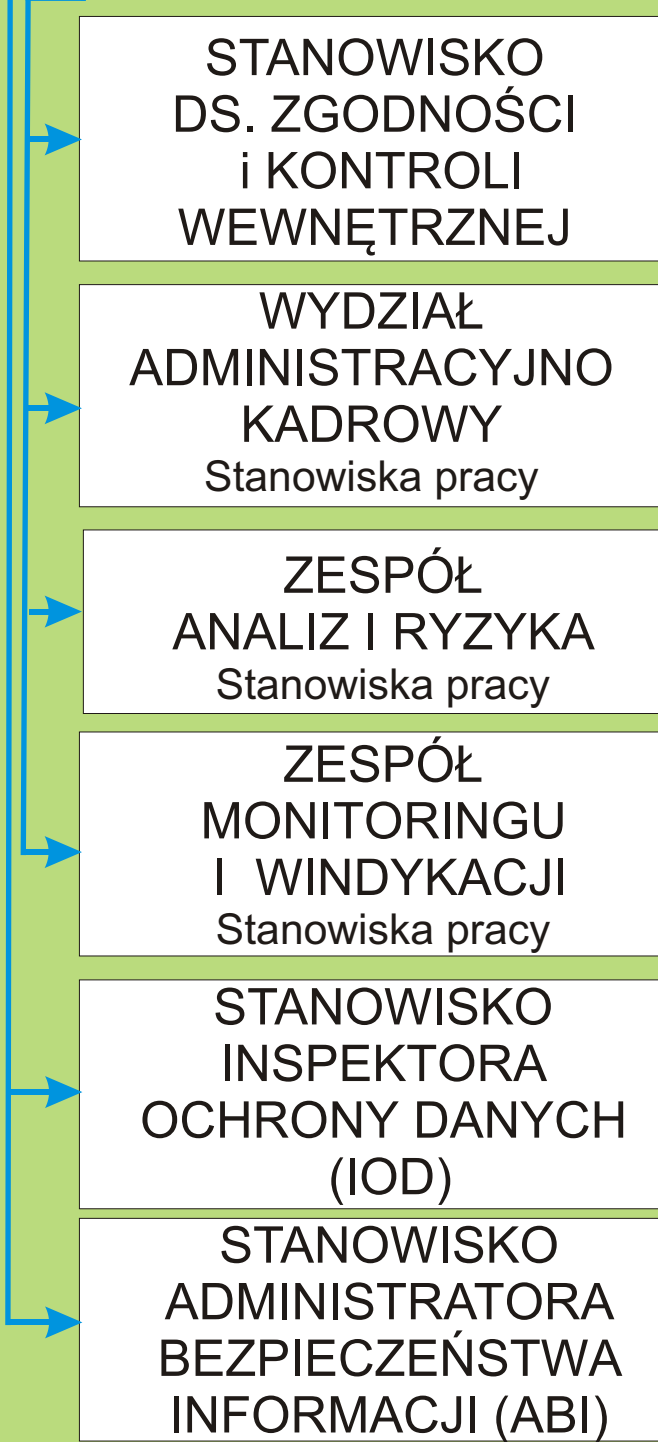 STANOWISKO
DS. ZGODNOŚCI
i KONTROLI
WEWNĘTRZNEJ
WYDZIAŁ
ADMINISTRACYJNO
KADROWY
Stanowiska pracy
ZESPÓŁ
ANALIZ I RYZYKA
Stanowiska pracy
ZESPÓŁ
MONITORINGU
I WINDYKACJI
Stanowiska pracy
STANOWISKO
INSPEKTORA
OCHRONY DANYCH
(IOD)
STANOWISKO
ADMINISTRATORA
BEZPIECZEŃSTWA
INFORMACJI (ABI)